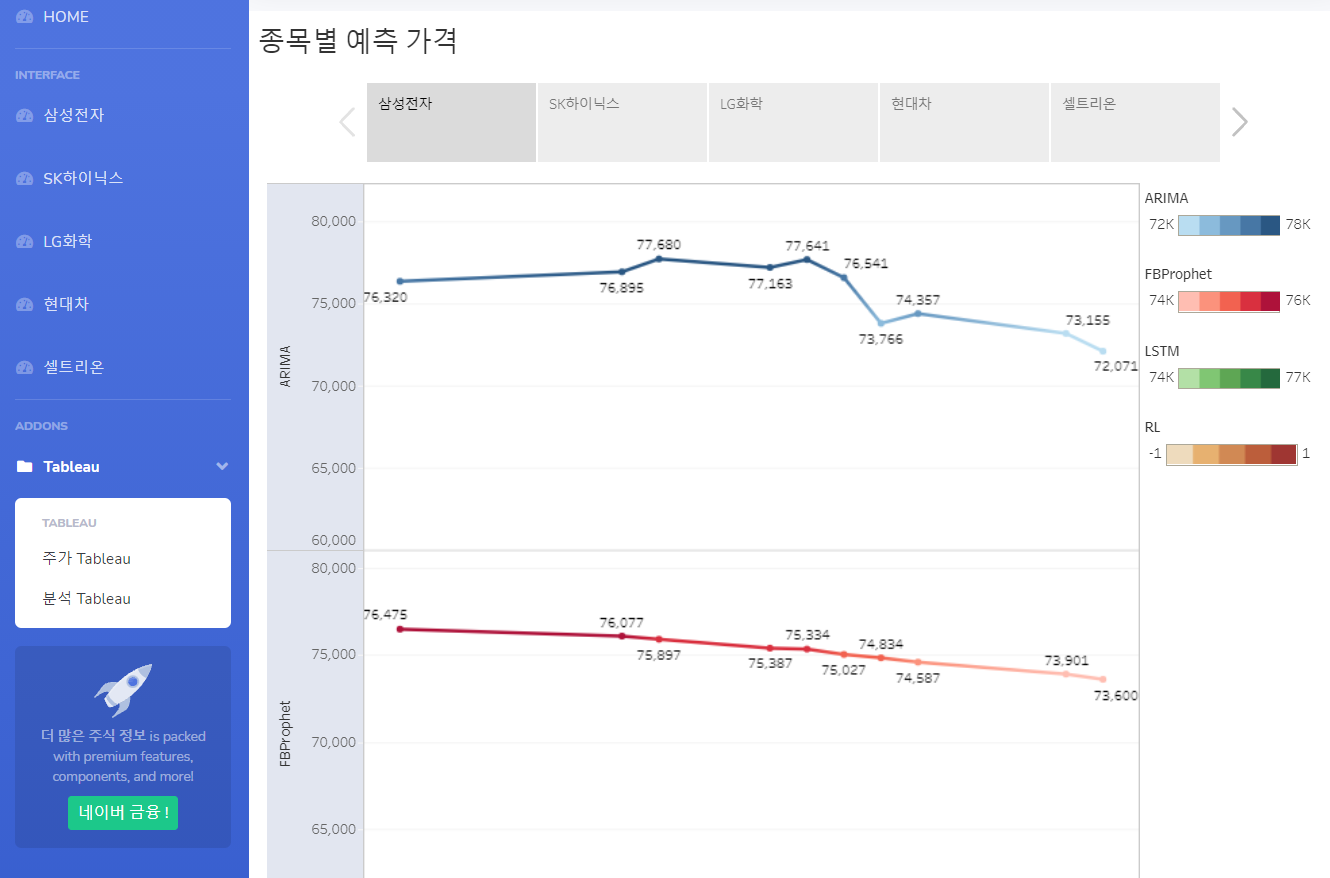 HOME
INTERFACE
삼성전자
SK하이닉스
LG화학
현대차
셀트리온
ADDONS
Tableau
TABLEAU
주가 Tableau
분석 Tableau
더 많은 주식 정보 is packed
with premium features,
components, and more!
네이버 금융 !
종목별 예측 가격
삼성전자 SK하이닉스 LG화학 현대차 셀트리온
ARIMA
80,000
75,000
70,000
65,000
60,000
76,320
76,895
77,680
77,163
77,641
76,541
73,766
74,357
73,155
72,071
FBProphet
80,000
75,000
70,000
65,000
76,475
76,077
75,897
75,387
75,334
75,027
74,834
74,587
73,901
73,600
ARIMA
72K 78K
FBProphet
74K 76K
LSTM
74K 77K
RL
-1 1